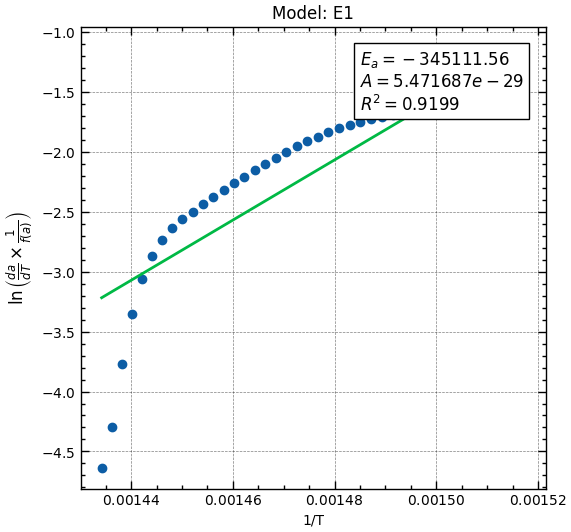 Model: E1
E_a = −345111.56
A = 5.471687e − 29
R² = 0.9199
−1.0
−1.5
−2.0
−2.5
−3.0
−3.5
−4.0
−4.5
ln(da/dT × 1/f(a))
0.00144 0.00146 0.00148 0.00150 0.00152
1/T